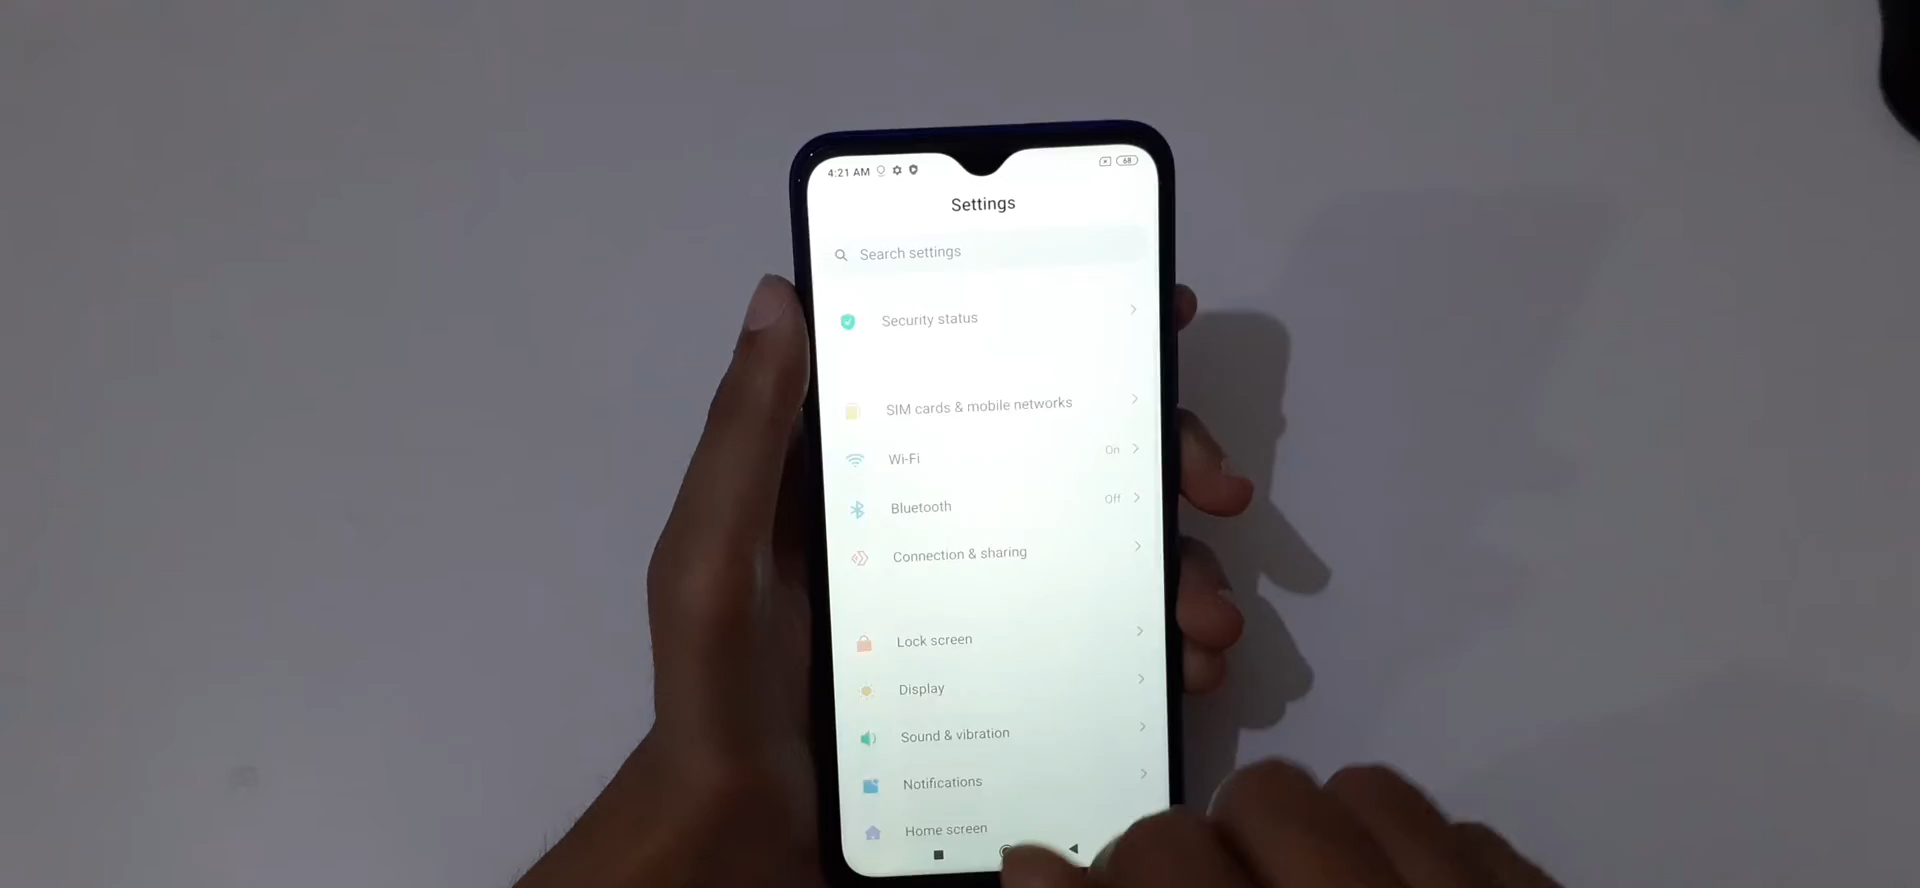 4:21 AM 68
Settings
Search settings
Security status
SIM cards & mobile networks
Wi-Fi On
Bluetooth Off
Connection & sharing
Lock screen
Display
Sound & vibration
Notifications
Home screen